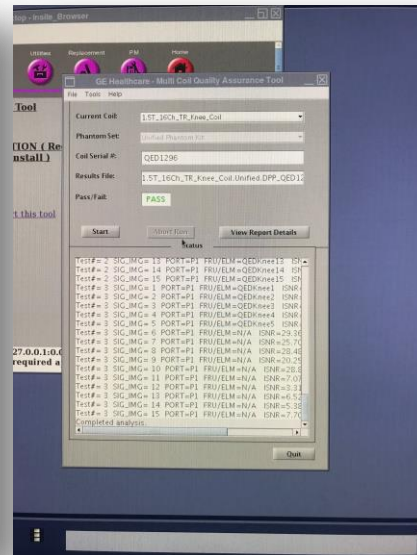 top - Insite_Browser
Utilities
Replacement
PM
Home
Tool
GE Healthcare - Multi Coil Quality Assurance Tool
File Tools Help
Current Coil: 1.5T_16Ch_TR_Knee_Coil
Phantom Set: Unified Phantom Kit
TION ( Re
nstall )
Coil Serial #: QED1296
Results File: 1.5T_16Ch_TR_Knee_Coil.Unified.DPP_QED12
Pass/Fail: PASS
t this tool
Start Abort Now View Report Details
Status
Test#= 2 SIG_IMG= 13 PORT=P1 FRU/ELM=QEDKnee13 ISN
Test#= 2 SIG_IMG= 14 PORT=P1 FRU/ELM=QEDKnee14 ISN
Test#= 2 SIG_IMG= 15 PORT=P1 FRU/ELM=QEDKnee15 ISN
Test#= 3 SIG_IMG= 1 PORT=P1 FRU/ELM=QEDKnee1 ISNR=
Test#= 3 SIG_IMG= 2 PORT=P1 FRU/ELM=QEDKnee2 ISNR=
Test#= 3 SIG_IMG= 3 PORT=P1 FRU/ELM=QEDKnee3 ISNR=
Test#= 3 SIG_IMG= 4 PORT=P1 FRU/ELM=QEDKnee4 ISNR=
Test#= 3 SIG_IMG= 5 PORT=P1 FRU/ELM=QEDKnee5 ISNR=
Test#= 3 SIG_IMG= 6 PORT=P1 FRU/ELM=N/A ISNR=29.36
Test#= 3 SIG_IMG= 7 PORT=P1 FRU/ELM=N/A ISNR=25.70
Test#= 3 SIG_IMG= 8 PORT=P1 FRU/ELM=N/A ISNR=28.48
27.0.0.1:0.0
Test#= 3 SIG_IMG= 9 PORT=P1 FRU/ELM=N/A ISNR=20.25
required a
Test#= 3 SIG_IMG= 10 PORT=P1 FRU/ELM=N/A ISNR=28.8
Test#= 3 SIG_IMG= 11 PORT=P1 FRU/ELM=N/A ISNR=7.07
Test#= 3 SIG_IMG= 12 PORT=P1 FRU/ELM=N/A ISNR=3.31
Test#= 3 SIG_IMG= 13 PORT=P1 FRU/ELM=N/A ISNR=6.52
Test#= 3 SIG_IMG= 14 PORT=P1 FRU/ELM=N/A ISNR=5.38
Test#= 3 SIG_IMG= 15 PORT=P1 FRU/ELM=N/A ISNR=7.70
Completed analysis.
Quit